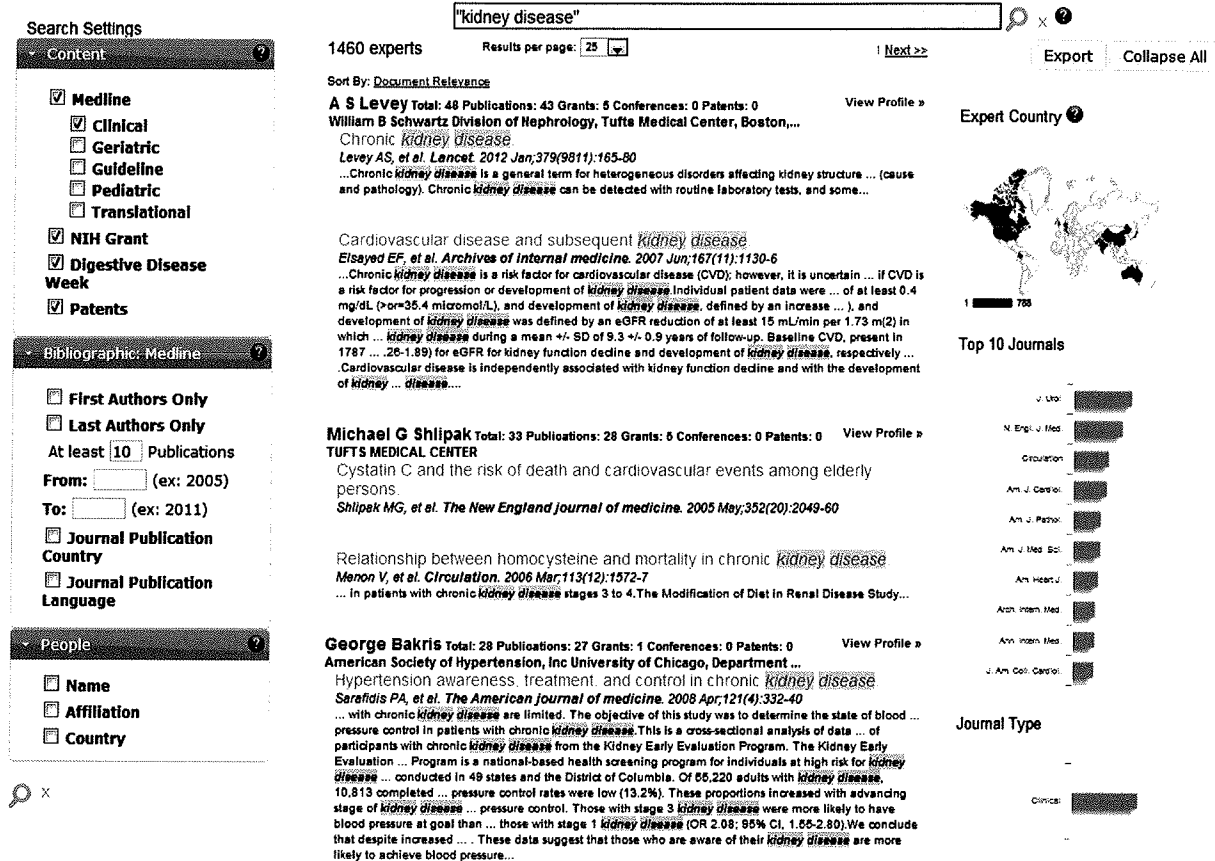 "kidney disease"
x ?
Search Settings
Content ?
Medline
Clinical
Geriatric
Guideline
Pediatric
Translational
NIH Grant
Digestive Disease
Week
Patents
Bibliographic: Medline ?
First Authors Only
Last Authors Only
At least 10 Publications
From: (ex: 2005)
To: (ex: 2011)
Journal Publication
Country
Journal Publication
Language
People ?
Name
Affiliation
Country
x
1460 experts Results per page: 25 | Next >>
Sort By: Document Relevance
A S Levey Total: 48 Publications: 43 Grants: 5 Conferences: 0 Patents: 0 View Profile »
William B Schwartz Division of Nephrology, Tufts Medical Center, Boston,...
Chronic kidney disease.
Levey AS, et al. Lancet. 2012 Jan;379(9811):165-80
...Chronic kidney disease is a general term for heterogeneous disorders affecting kidney structure ... (cause
and pathology). Chronic kidney disease can be detected with routine laboratory tests, and some...
Cardiovascular disease and subsequent kidney disease.
Elsayed EF, et al. Archives of internal medicine. 2007 Jun;167(11):1130-6
...Chronic kidney disease is a risk factor for cardiovascular disease (CVD); however, it is uncertain ... if CVD is
a risk factor for progression or development of kidney disease.Individual patient data were ... of at least 0.4
mg/dL (>or=35.4 micromol/L), and development of kidney disease, defined by an increase ... ), and
development of kidney disease was defined by an eGFR reduction of at least 15 mL/min per 1.73 m(2) in
which ... kidney disease during a mean +/- SD of 9.3 +/- 0.9 years of follow-up. Baseline CVD, present in
1787 ... .26-1.89) for eGFR for kidney function decline and development of kidney disease, respectively ...
.Cardiovascular disease is independently associated with kidney function decline and with the development
of kidney ... disease....
Michael G Shlipak Total: 33 Publications: 28 Grants: 5 Conferences: 0 Patents: 0 View Profile »
TUFTS MEDICAL CENTER
Cystatin C and the risk of death and cardiovascular events among elderly
persons.
Shlipak MG, et al. The New England journal of medicine. 2005 May;352(20):2049-60
Relationship between homocysteine and mortality in chronic kidney disease.
Menon V, et al. Circulation. 2006 Mar;113(12):1572-7
... in patients with chronic kidney disease stages 3 to 4.The Modification of Diet in Renal Disease Study...
George Bakris Total: 28 Publications: 27 Grants: 1 Conferences: 0 Patents: 0 View Profile »
American Society of Hypertension, Inc University of Chicago, Department ...
Hypertension awareness, treatment, and control in chronic kidney disease.
Sarafidis PA, et al. The American journal of medicine. 2008 Apr;121(4):332-40
... with chronic kidney disease are limited. The objective of this study was to determine the state of blood ...
pressure control in patients with chronic kidney disease.This is a cross-sectional analysis of data ... of
participants with chronic kidney disease from the Kidney Early Evaluation Program. The Kidney Early
Evaluation ... Program is a national-based health screening program for individuals at high risk for kidney
disease ... conducted in 49 states and the District of Columbia. Of 55,220 adults with kidney disease,
10,813 completed ... pressure control rates were low (13.2%). These proportions increased with advancing
stage of kidney disease ... pressure control. Those with stage 3 kidney disease were more likely to have
blood pressure at goal than ... those with stage 1 kidney disease (OR 2.08; 95% CI, 1.55-2.80).We conclude
that despite increased ... . These data suggest that those who are aware of their kidney disease are more
likely to achieve blood pressure...
Export Collapse All
Expert Country ?
1 788
Top 10 Journals
J. Urol.
N. Engl. J. Med.
Circulation
Am. J. Cardiol.
Am. J. Pathol.
Am. J. Med. Sci.
Am. Heart J.
Arch. Intern. Med.
Ann. Intern. Med.
J. Am. Coll. Cardiol.
Journal Type
Clinical